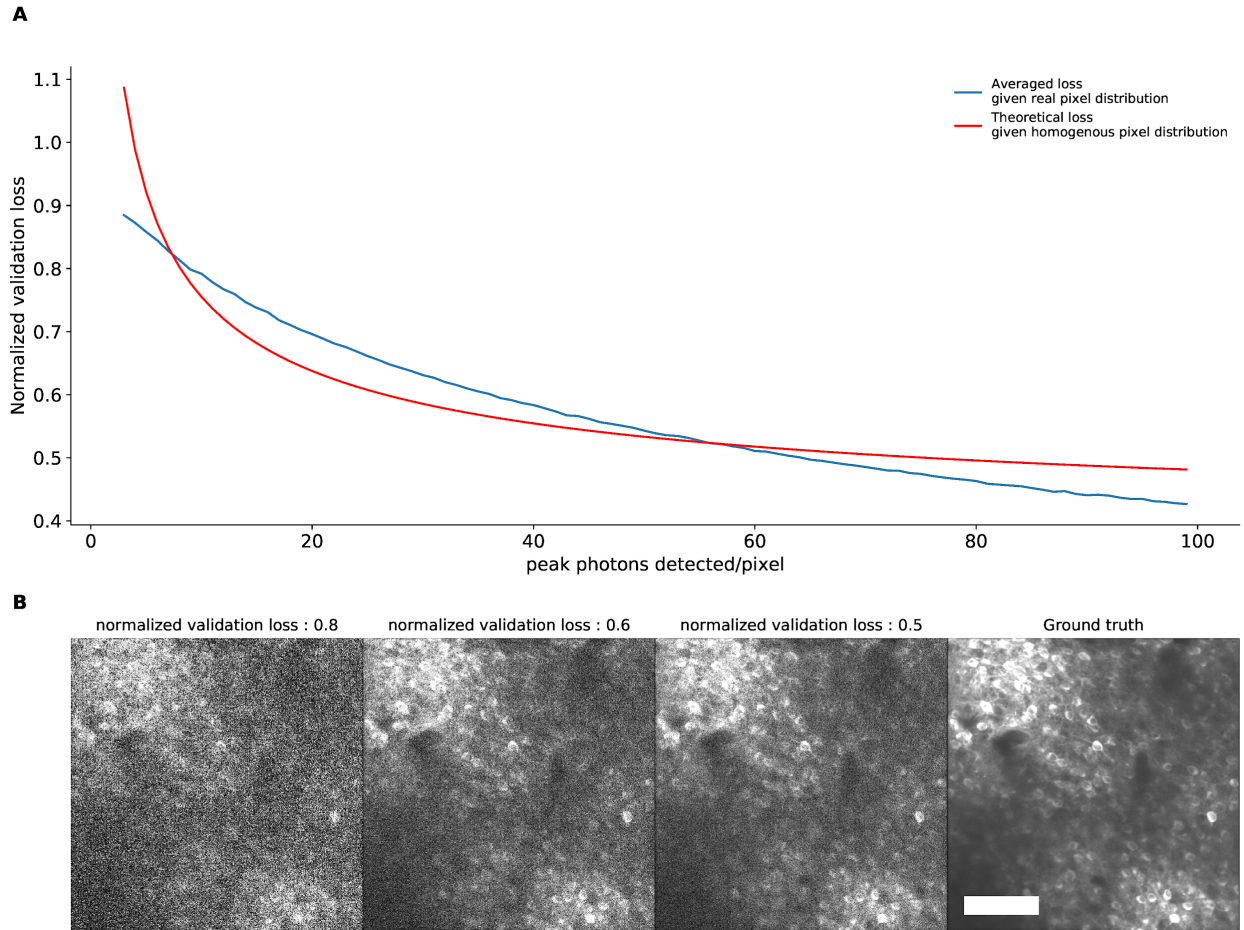 A
1.1
1.0
0.9
0.8
0.7
0.6
0.5
0.4
Normalized validation loss
Averaged loss
given real pixel distribution
Theoretical loss
given homogenous pixel distribution
0 20 40 60 80 100
peak photons detected/pixel
B
normalized validation loss : 0.8
normalized validation loss : 0.6
normalized validation loss : 0.5
Ground truth